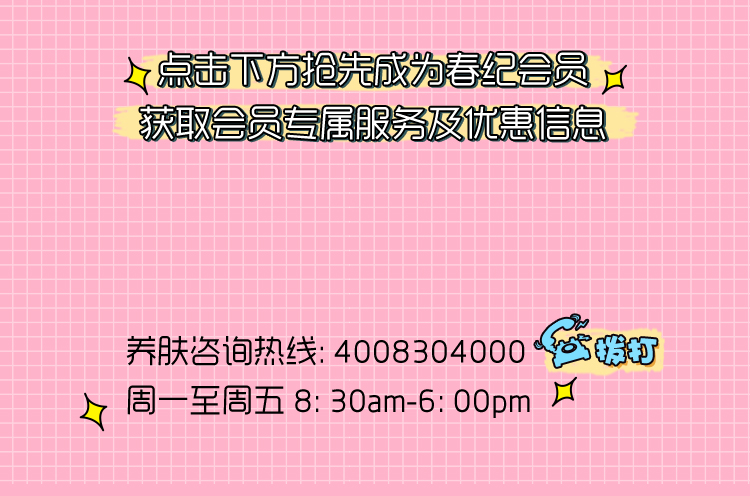 点击下方抢先成为春纪会员
获取会员专属服务及优惠信息
养肤咨询热线: 4008304000 拨打
周一至周五 8: 30am-6: 00pm